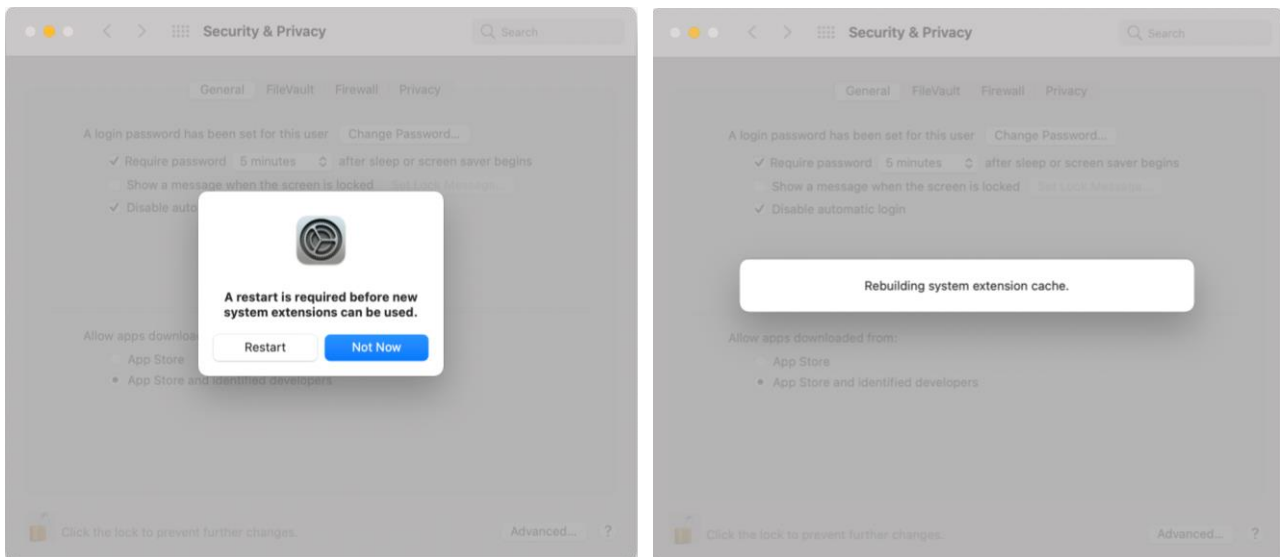 Security & Privacy
Search
General FileVault Firewall Privacy
A login password has been set for this user Change Password...
Require password 5 minutes after sleep or screen saver begins
Show a message when the screen is locked Set Lock Message...
Disable auto
A restart is required before new
system extensions can be used.
Restart Not Now
Allow apps downloa
App Store
App Store and identified developers
Click the lock to prevent further changes.
Advanced... ?
Security & Privacy
Search
General FileVault Firewall Privacy
A login password has been set for this user Change Password...
Require password 5 minutes after sleep or screen saver begins
Show a message when the screen is locked Set Lock Message...
Disable automatic login
Rebuilding system extension cache.
Allow apps downloaded from:
App Store
App Store and identified developers
Click the lock to prevent further changes.
Advanced... ?